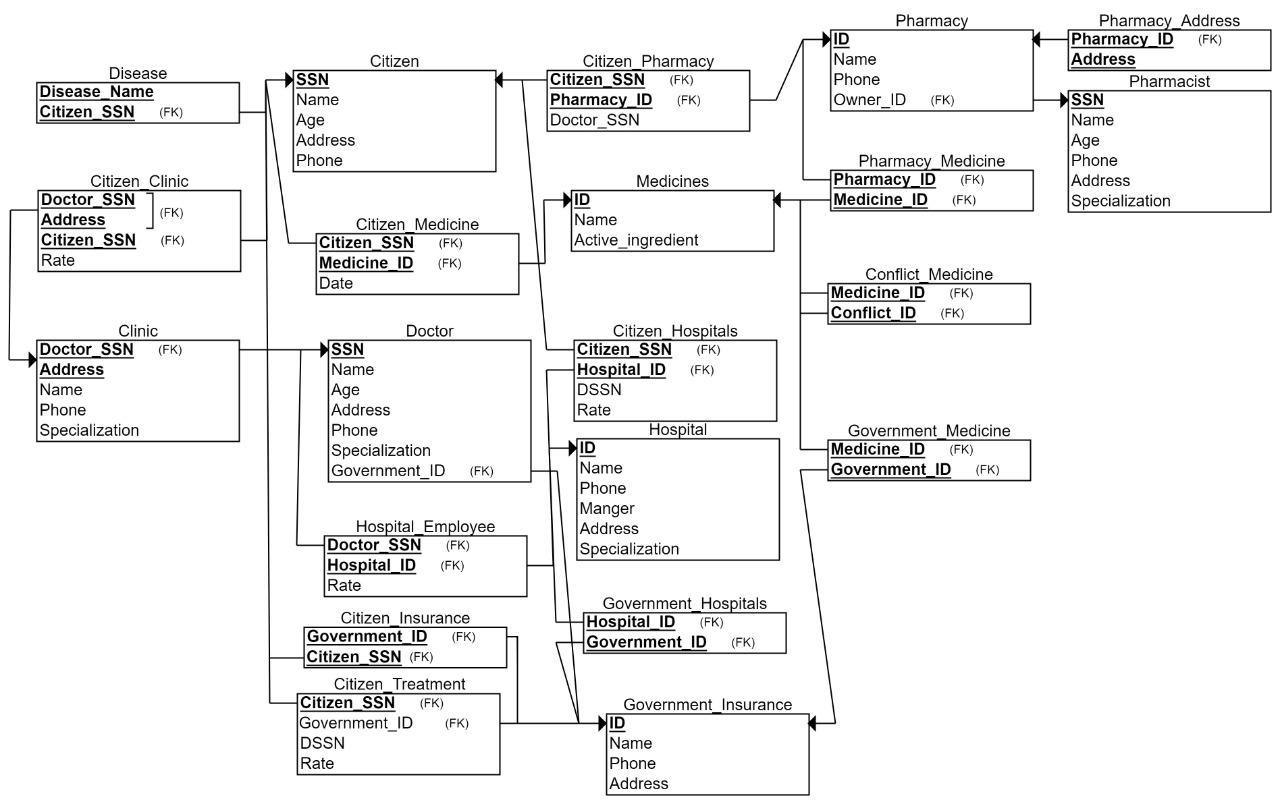 Pharmacy
ID
Name
Phone
Owner_ID (FK)
Pharmacy_Address
Pharmacy_ID (FK)
Address
Disease
Disease_Name
Citizen_SSN (FK)
Citizen
SSN
Name
Age
Address
Phone
Citizen_Pharmacy
Citizen_SSN (FK)
Pharmacy_ID (FK)
Doctor_SSN
Pharmacist
SSN
Name
Age
Phone
Address
Specialization
Citizen_Clinic
Doctor_SSN
Address
(FK)
Citizen_SSN (FK)
Rate
Citizen_Medicine
Citizen_SSN (FK)
Medicine_ID (FK)
Date
Medicines
ID
Name
Active_ingredient
Pharmacy_Medicine
Pharmacy_ID (FK)
Medicine_ID (FK)
Conflict_Medicine
Medicine_ID (FK)
Conflict_ID (FK)
Clinic
Doctor_SSN (FK)
Address
Name
Phone
Specialization
Doctor
SSN
Name
Age
Address
Phone
Specialization
Government_ID (FK)
Citizen_Hospitals
Citizen_SSN (FK)
Hospital_ID (FK)
DSSN
Rate
Hospital
ID
Name
Phone
Manger
Address
Specialization
Government_Medicine
Medicine_ID (FK)
Government_ID (FK)
Hospital_Employee
Doctor_SSN (FK)
Hospital_ID (FK)
Rate
Government_Hospitals
Hospital_ID (FK)
Government_ID (FK)
Citizen_Insurance
Government_ID (FK)
Citizen_SSN (FK)
Citizen_Treatment
Citizen_SSN (FK)
Government_ID (FK)
DSSN
Rate
Government_Insurance
ID
Name
Phone
Address